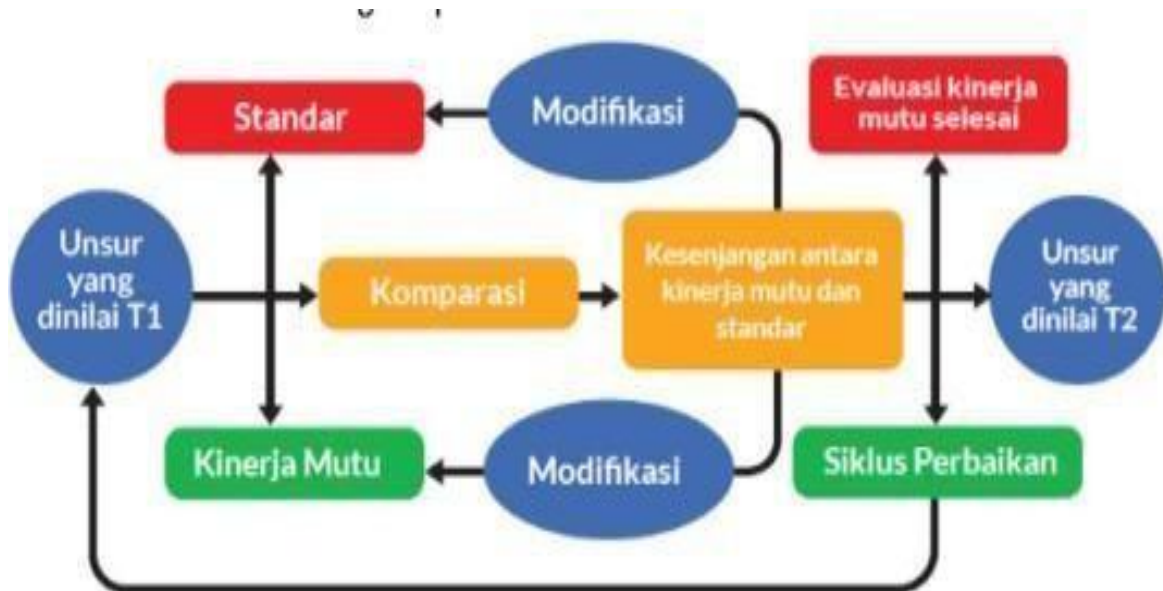 Standar
Modifikasi
Evaluasi kinerja
mutu selesai
Unsur
yang
dinilai T1
Komparasi
Kesenjangan antara
kinerja mutu dan
standar
Unsur
yang
dinilai T2
Kinerja Mutu
Modifikasi
Siklus Perbaikan